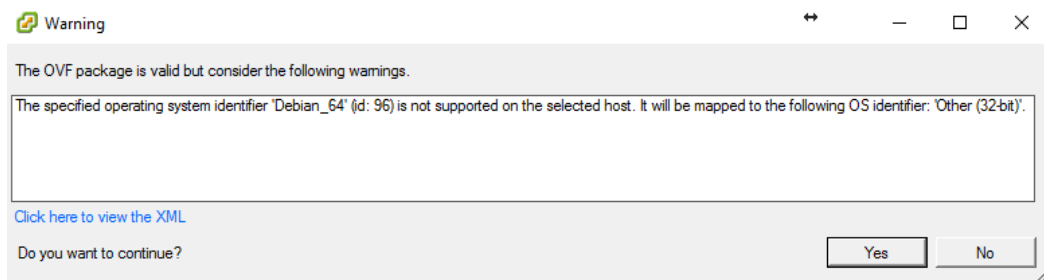 Warning
The OVF package is valid but consider the following warnings.
The specified operating system identifier 'Debian_64' (id: 96) is not supported on the selected host. It will be mapped to the following OS identifier: 'Other (32-bit)'.
Click here to view the XML
Do you want to continue?
Yes
No